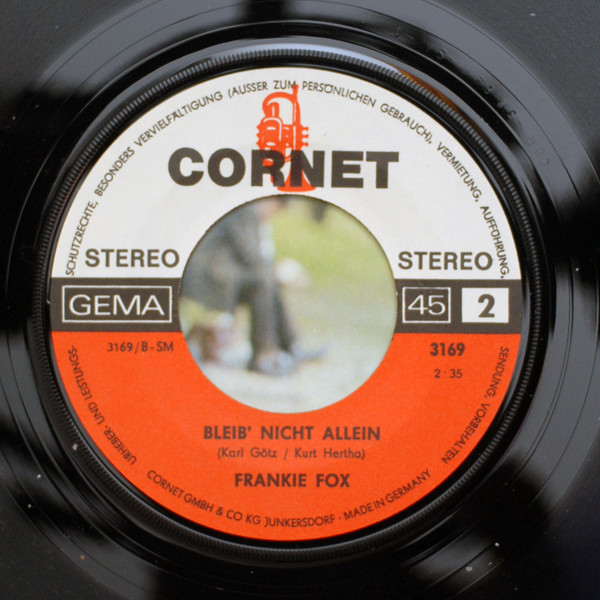 SCHUTZRECHTE, BESONDERS VERVIELFÄLTIGUNG (AUSSER ZUM PERSÖNLICHEN GEBRAUCH), VERMIETUNG, AUFFÜHRUNG,
CORNET
STEREO STEREO
GEMA 45 2
3169/B-SM 3169
2:35
BLEIB' NICHT ALLEIN
(Karl Götz / Kurt Hertha)
FRANKIE FOX
URHEBER- UND LEISTUNGS-
SENDUNG, VORBEHALTEN
CORNET GMBH & CO KG JUNKERSDORF · MADE IN GERMANY